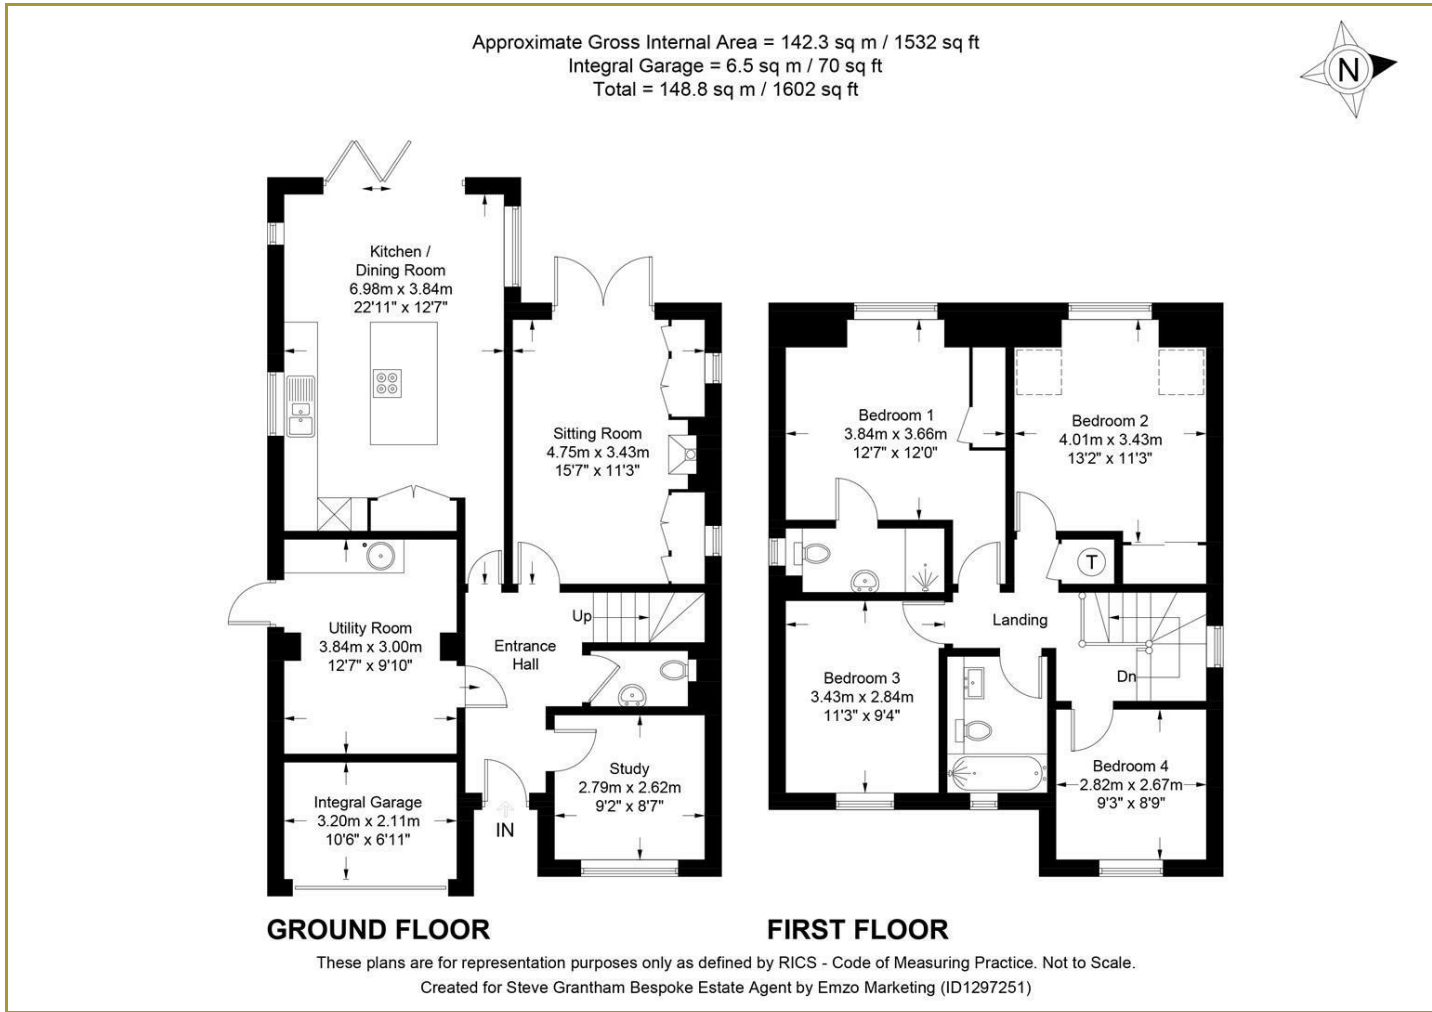 Approximate Gross Internal Area = 142.3 sq m / 1532 sq ft
Integral Garage = 6.5 sq m / 70 sq ft
Total = 148.8 sq m / 1602 sq ft
N
Kitchen /
Dining Room
6.98m x 3.84m
22'11" x 12'7"
Sitting Room
4.75m x 3.43m
15'7" x 11'3"
Utility Room
3.84m x 3.00m
12'7" x 9'10"
Up
Entrance
Hall
Study
2.79m x 2.62m
9'2" x 8'7"
Integral Garage
3.20m x 2.11m
10'6" x 6'11"
IN
Bedroom 1
3.84m x 3.66m
12'7" x 12'0"
Bedroom 2
4.01m x 3.43m
13'2" x 11'3"
T
Landing
Dn
Bedroom 3
3.43m x 2.84m
11'3" x 9'4"
Bedroom 4
2.82m x 2.67m
9'3" x 8'9"
GROUND FLOOR
FIRST FLOOR
These plans are for representation purposes only as defined by RICS - Code of Measuring Practice. Not to Scale.
Created for Steve Grantham Bespoke Estate Agent by Emzo Marketing (ID1297251)